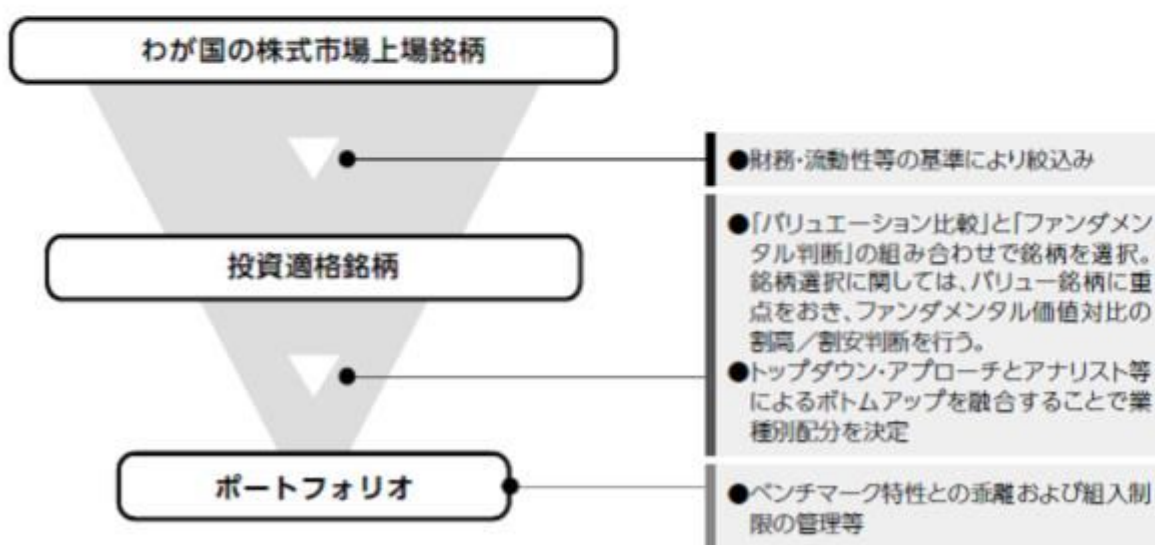 わが国の株式市場上場銘柄
●財務・流動性等の基準により絞込み
投資適格銘柄
●「バリュエーション比較」と「ファンダメン
タル判断」の組み合わせで銘柄を選択。
銘柄選択に関しては、バリュー銘柄に重
点をおき、ファンダメンタル価値対比の
割高／割安判断を行う。
●トップダウン・アプローチとアナリスト等
によるボトムアップを融合することで業
種別配分を決定
ポートフォリオ
●ベンチマーク特性との乖離および組入制
限の管理等